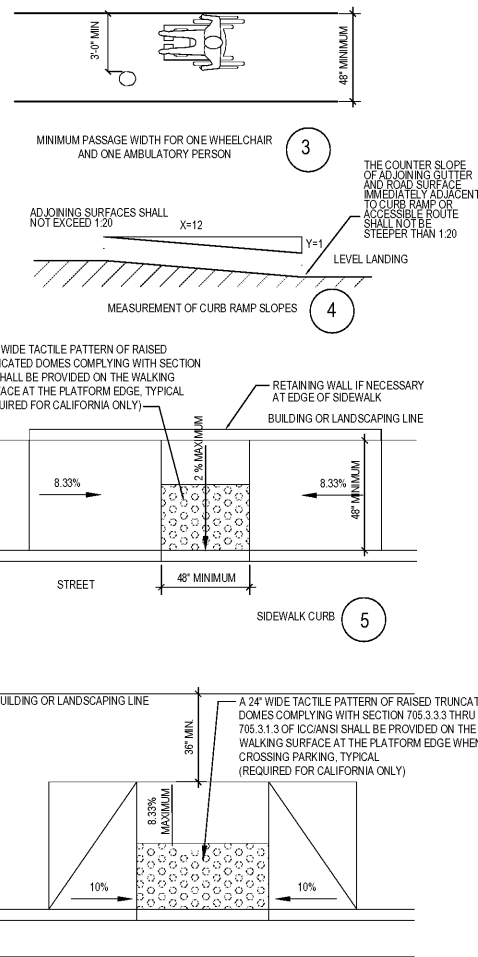 3'-0" MIN
48" MINIMUM
MINIMUM PASSAGE WIDTH FOR ONE WHEELCHAIR
AND ONE AMBULATORY PERSON
3
THE COUNTER SLOPE
OF ADJOINING GUTTER
AND ROAD SURFACE
IMMEDIATELY ADJACENT
TO CURB RAMP OR
ACCESSIBLE ROUTE
SHALL NOT BE
STEEPER THAN 1:20
ADJOINING SURFACES SHALL
NOT EXCEED 1:20
X=12
Y=1
LEVEL LANDING
MEASUREMENT OF CURB RAMP SLOPES
4
WIDE TACTILE PATTERN OF RAISED
NCATED DOMES COMPLYING WITH SECTION
HALL BE PROVIDED ON THE WALKING
FACE AT THE PLATFORM EDGE, TYPICAL
QUIRED FOR CALIFORNIA ONLY)
RETAINING WALL IF NECESSARY
AT EDGE OF SIDEWALK
BUILDING OR LANDSCAPING LINE
2 % MAXIMUM
8.33%
8.33%
48" MINIMUM
STREET
48" MINIMUM
SIDEWALK CURB
5
UILDING OR LANDSCAPING LINE
36" MIN.
A 24" WIDE TACTILE PATTERN OF RAISED TRUNCAT
DOMES COMPLYING WITH SECTION 705.3.3.3 THRU
705.3.1.3 OF ICC/ANSI SHALL BE PROVIDED ON THE
WALKING SURFACE AT THE PLATFORM EDGE WHEN
CROSSING PARKING, TYPICAL
(REQUIRED FOR CALIFORNIA ONLY)
8.33%
MAXIMUM
10%
10%